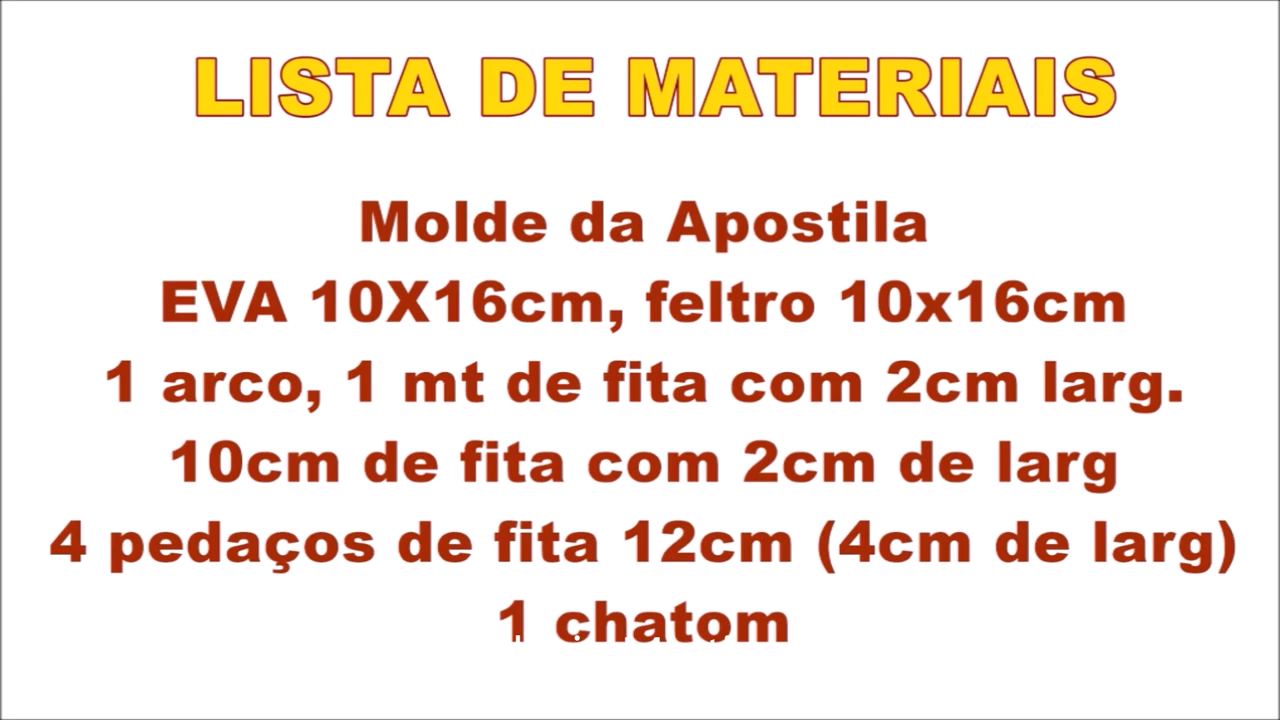 LISTA DE MATERIAIS
Molde da Apostila
EVA 10X16cm, feltro 10x16cm
1 arco, 1 mt de fita com 2cm larg.
10cm de fita com 2cm de larg
4 pedaços de fita 12cm (4cm de larg)
1 chatom